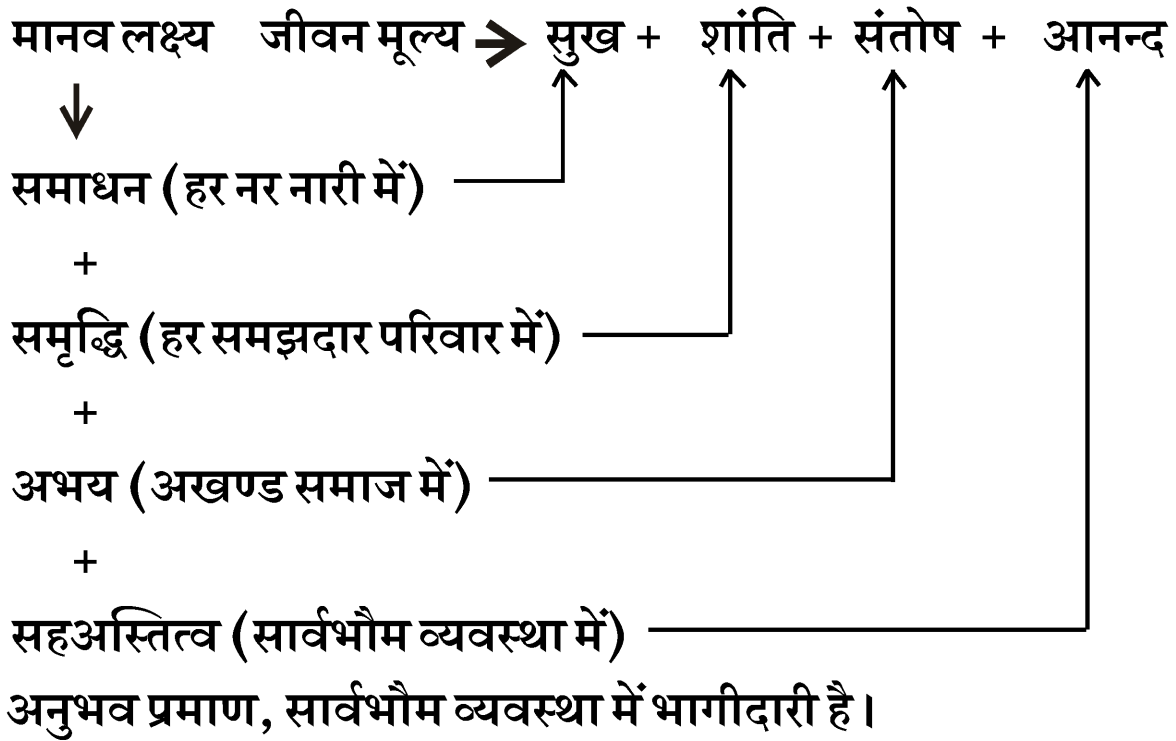 मानव लक्ष्य जीवन मूल्य → सुख + शांति + संतोष + आनन्द
↓
समाधन (हर नर नारी में)
+
समृद्धि (हर समझदार परिवार में)
+
अभय (अखण्ड समाज में)
+
सहअस्तित्व (सार्वभौम व्यवस्था में)
अनुभव प्रमाण, सार्वभौम व्यवस्था में भागीदारी है।